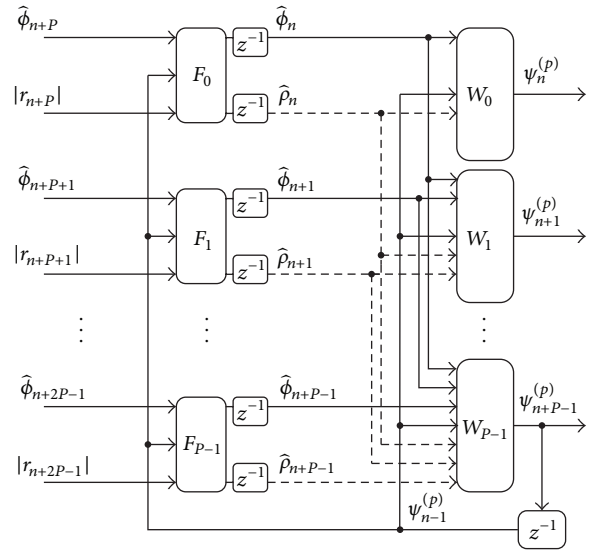 φ̂_{n+P} φ̂_n
z^{-1}
F_0 W_0 ψ_n^{(p)}
|r_{n+P}| ρ̂_n
z^{-1}
φ̂_{n+P+1} φ̂_{n+1}
z^{-1}
F_1 W_1 ψ_{n+1}^{(p)}
|r_{n+P+1}| ρ̂_{n+1}
z^{-1}
⋮ ⋮ ⋮
φ̂_{n+2P-1} φ̂_{n+P-1}
z^{-1}
F_{P-1} W_{P-1} ψ_{n+P-1}^{(p)}
|r_{n+2P-1}| ρ̂_{n+P-1}
z^{-1}
ψ_{n-1}^{(p)} z^{-1}